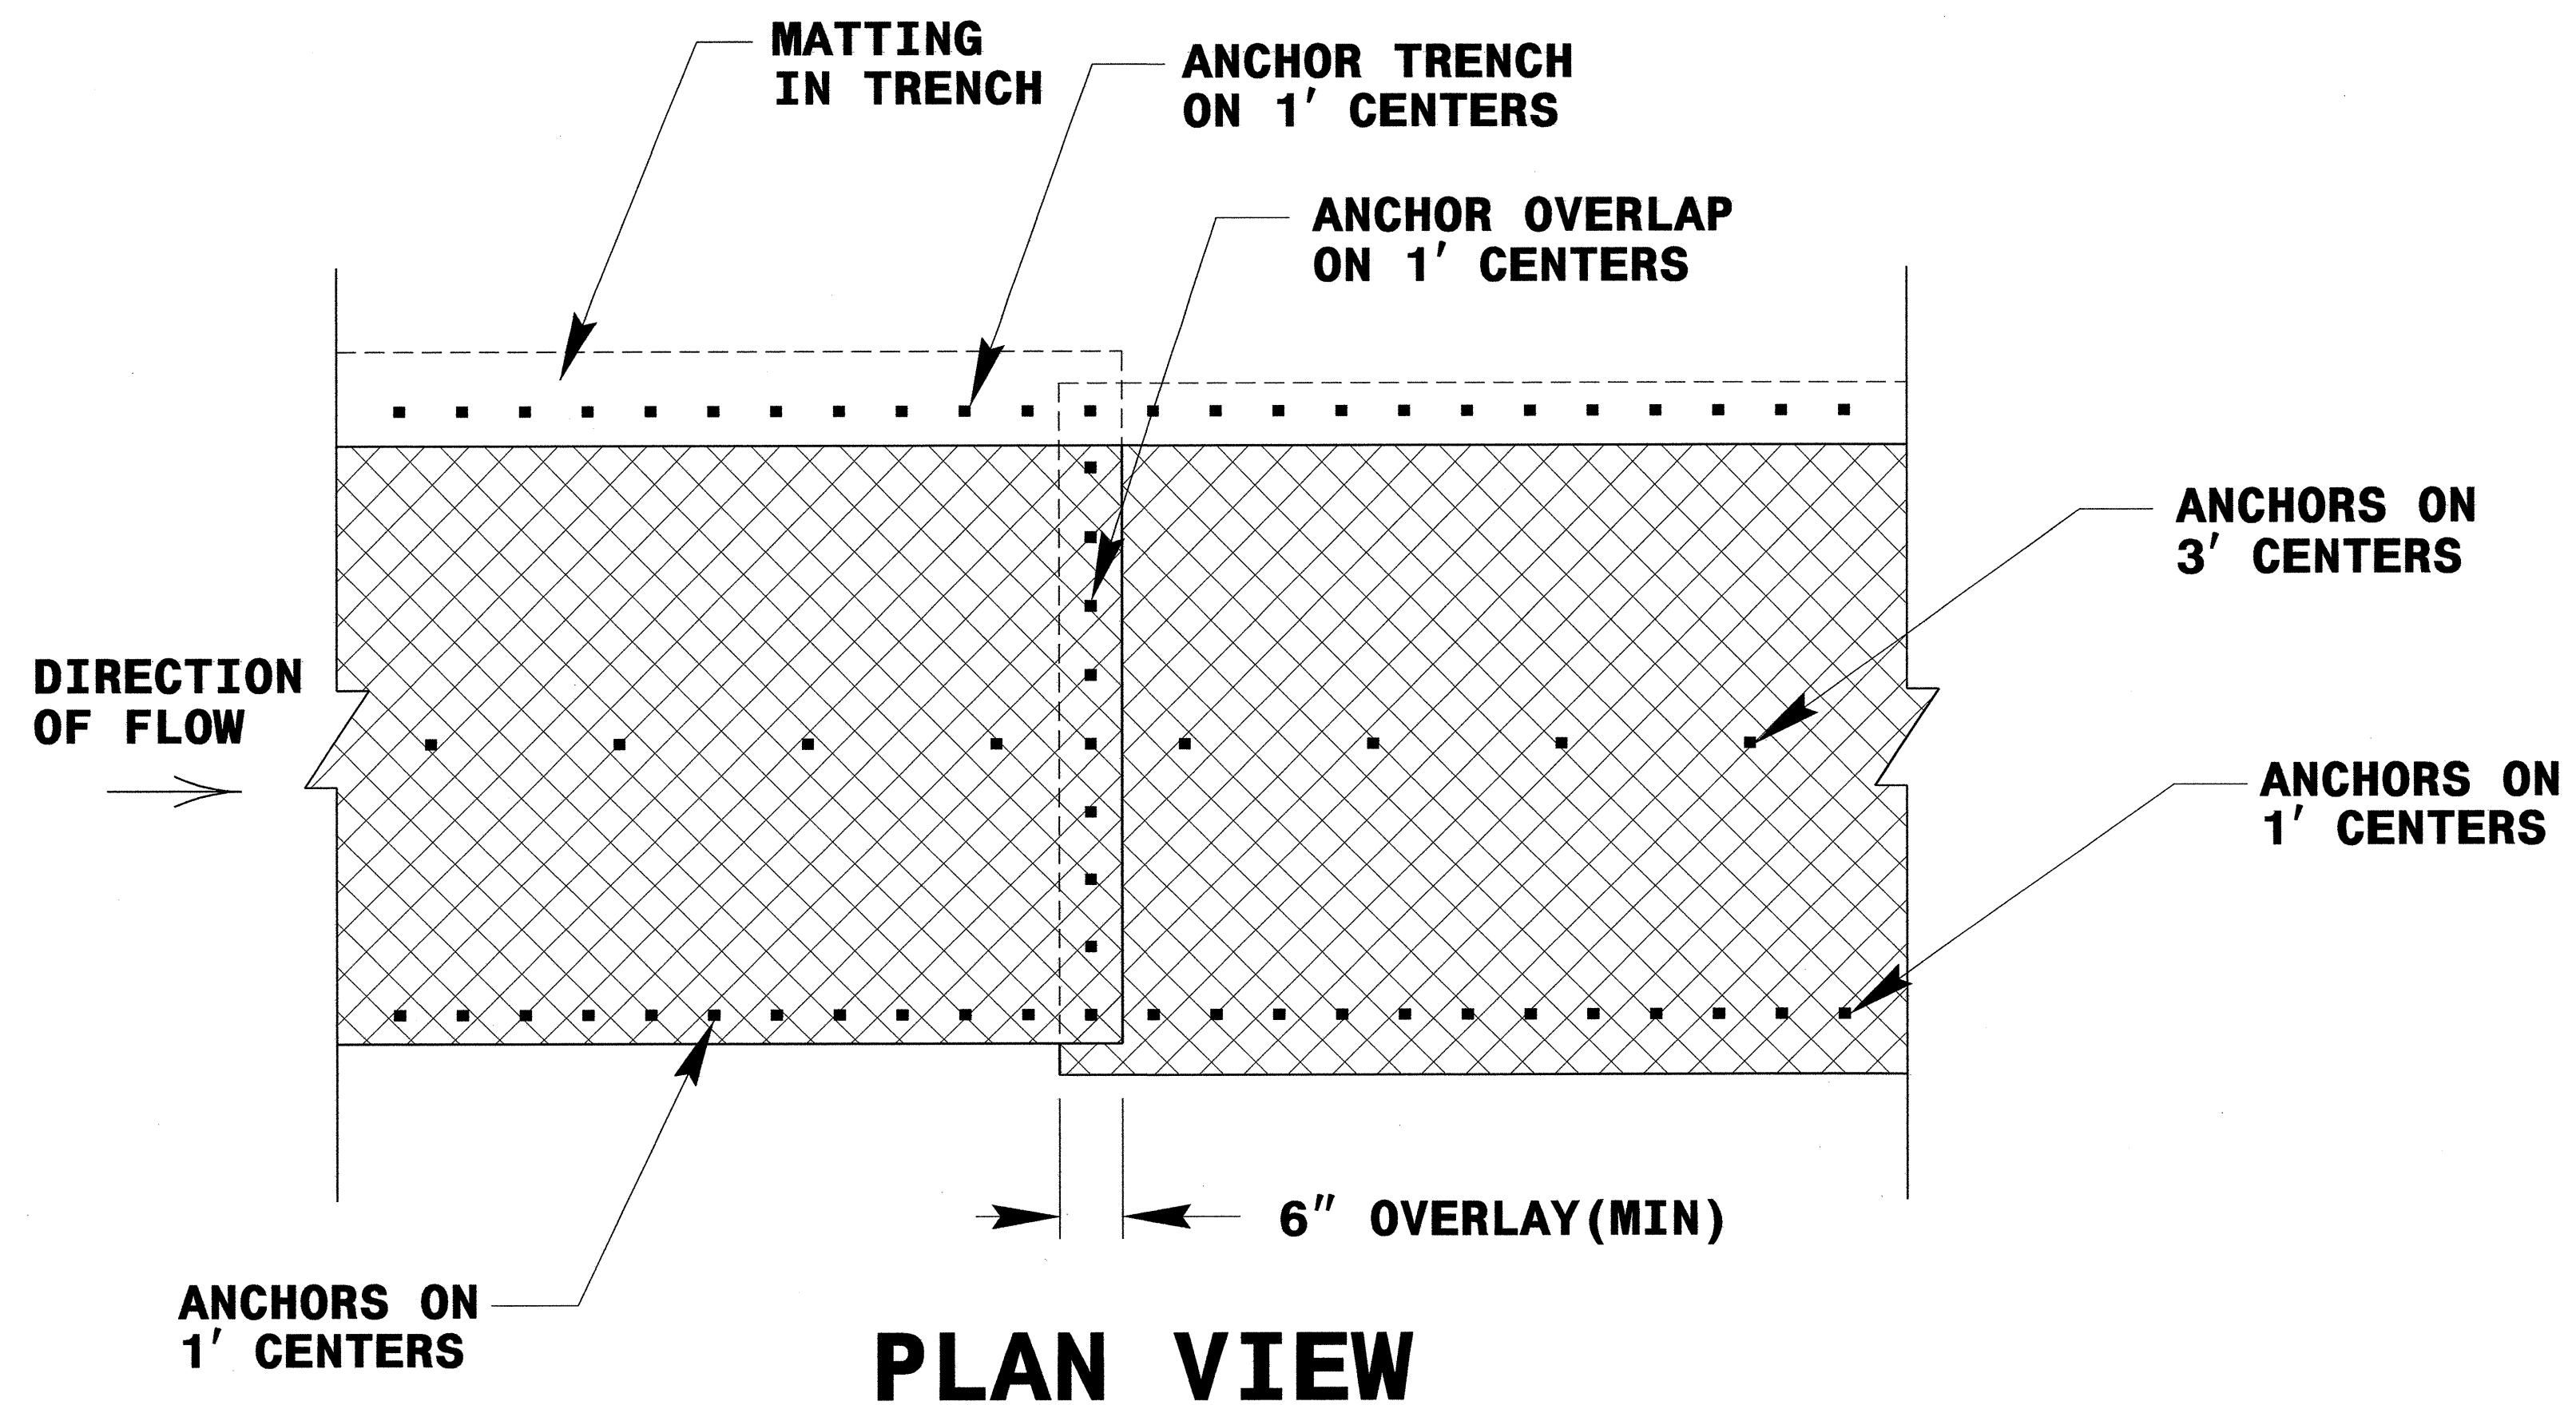 MATTING
IN TRENCH
ANCHOR TRENCH
ON 1' CENTERS
ANCHOR OVERLAP
ON 1' CENTERS
ANCHORS ON
3' CENTERS
DIRECTION
OF FLOW
ANCHORS ON
1' CENTERS
6" OVERLAY(MIN)
ANCHORS ON
1' CENTERS
PLAN VIEW